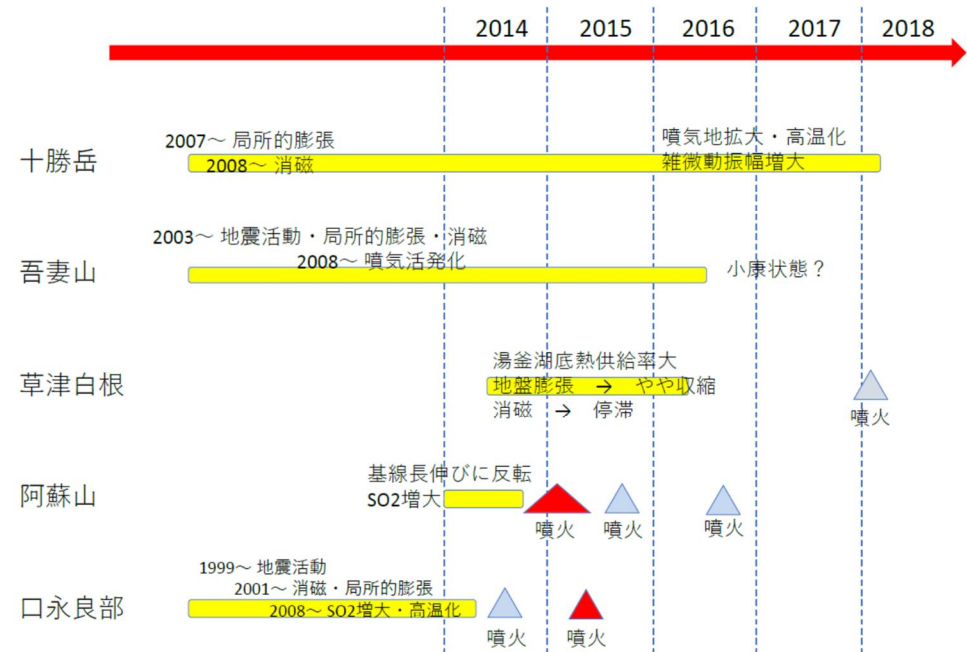 2014 2015 2016 2017 2018
十勝岳
2007～ 局所的膨張
2008～ 消磁
噴気地拡大・高温化
雑微動振幅増大
吾妻山
2003～ 地震活動・局所的膨張・消磁
2008～ 噴気活発化
小康状態？
草津白根
湯釜湖底熱供給率大
地盤膨張 → やや収縮
消磁 → 停滞
噴火
阿蘇山
基線長伸びに反転
SO2増大
噴火 噴火 噴火
口永良部
1999～ 地震活動
2001～ 消磁・局所的膨張
2008～ SO2増大・高温化
噴火 噴火